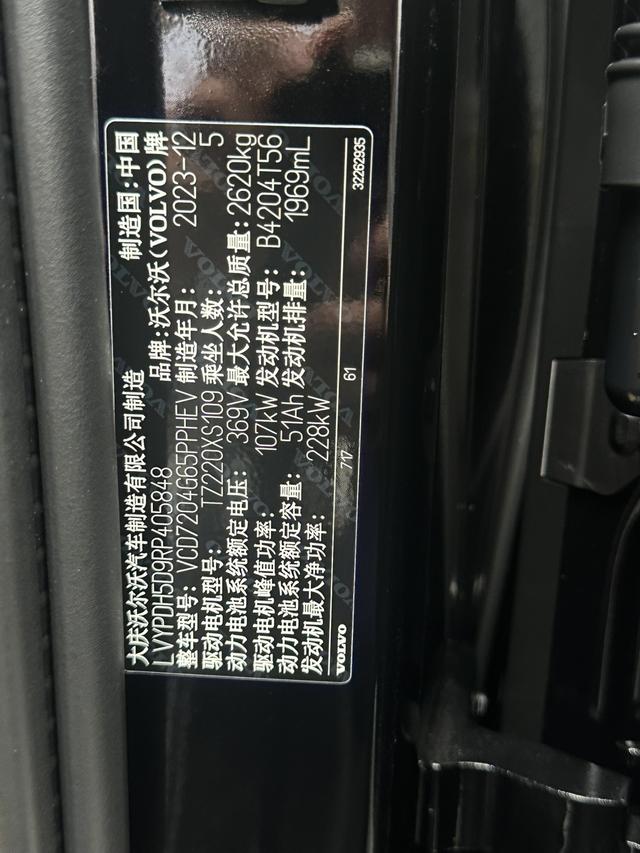 大庆沃尔沃汽车制造有限公司制造 制造国:中国
LVYPDH5D9RP405848 品牌:沃尔沃(VOLVO)牌
整车型号: VCD7204G65PPHEV 制造年月: 2023-12
驱动电机型号: TZ220XS109 乘坐人数: 5
动力电池系统额定电压: 369V 最大允许总质量: 2620kg
驱动电机峰值功率: 107kW 发动机型号: B4204T56
动力电池系统额定容量: 51Ah 发动机排量: 1969mL
发动机最大净功率: 228kW
VOLVO 717 61 32262935